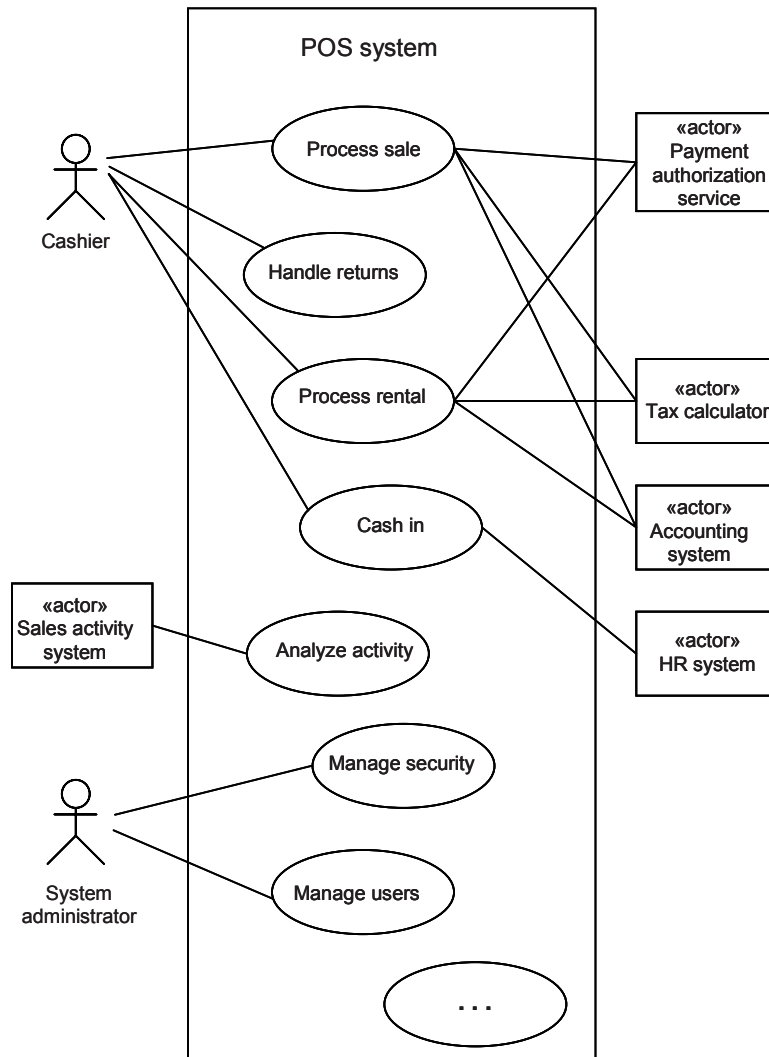 POS system
Process sale
«actor»
Payment
authorization
service
Cashier
Handle returns
Process rental
«actor»
Tax calculator
Cash in
«actor»
Accounting
system
«actor»
Sales activity
system
Analyze activity
«actor»
HR system
Manage security
System
administrator
Manage users
. . .